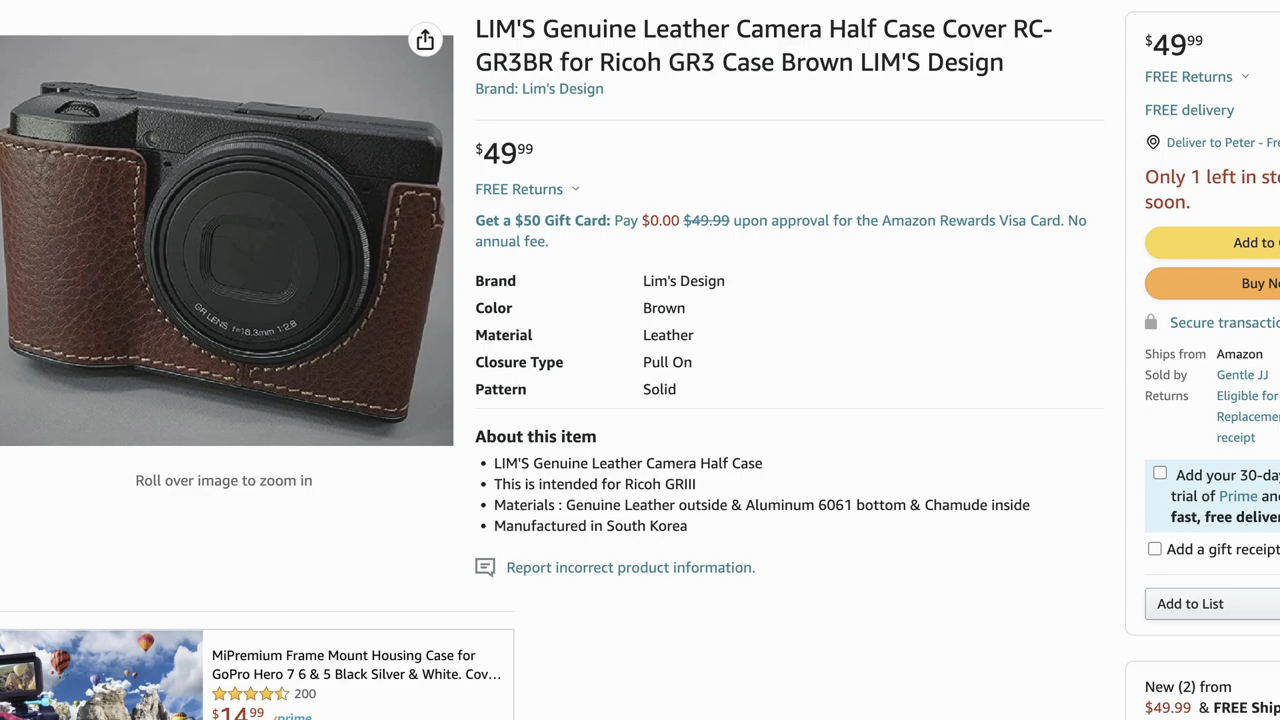 LIM'S Genuine Leather Camera Half Case Cover RC-
GR3BR for Ricoh GR3 Case Brown LIM'S Design
Brand: Lim's Design
$49.99
FREE Returns
Get a $50 Gift Card: Pay $0.00 $49.99 upon approval for the Amazon Rewards Visa Card. No
annual fee.
Brand Lim's Design
Color Brown
Material Leather
Closure Type Pull On
Pattern Solid
About this item
• LIM'S Genuine Leather Camera Half Case
• This is intended for Ricoh GRIII
• Materials : Genuine Leather outside & Aluminum 6061 bottom & Chamude inside
• Manufactured in South Korea
Report incorrect product information.
GR LENS f=18.3mm 1:2.8
Roll over image to zoom in
MiPremium Frame Mount Housing Case for
GoPro Hero 7 6 & 5 Black Silver & White. Cov...
200
$14.99 prime
$49.99
FREE Returns
FREE delivery
Deliver to Peter - Fre
Only 1 left in sto
soon.
Add to
Buy No
Secure transactio
Ships from Amazon
Sold by Gentle JJ
Returns Eligible for
Replaceme
receipt
Add your 30-da
trial of Prime an
fast, free deliver
Add a gift receipt
Add to List
New (2) from
$49.99 & FREE Ship